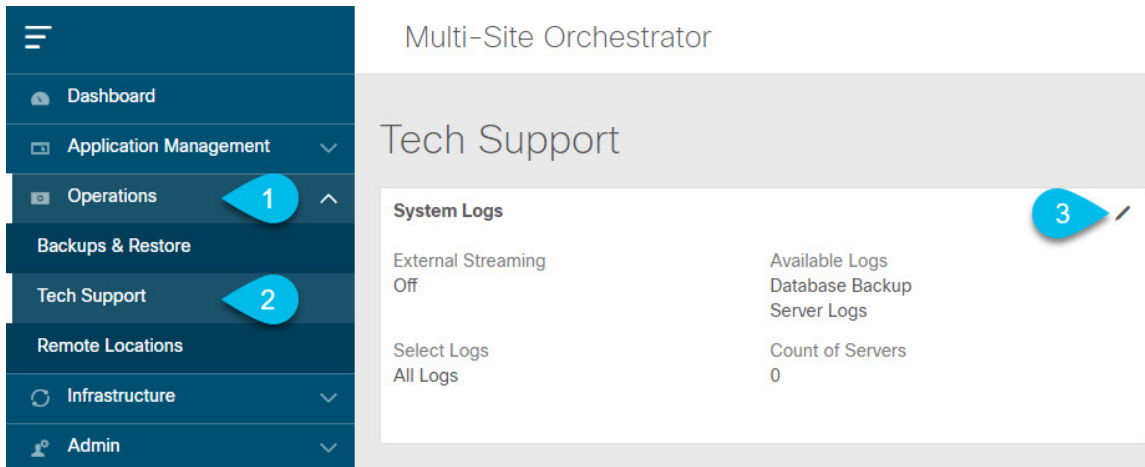 Multi-Site Orchestrator
Dashboard
Application Management
Operations
1
Backups & Restore
Tech Support
2
Remote Locations
Infrastructure
Admin
Tech Support
System Logs
3
External Streaming
Off
Available Logs
Database Backup
Server Logs
Select Logs
All Logs
Count of Servers
0